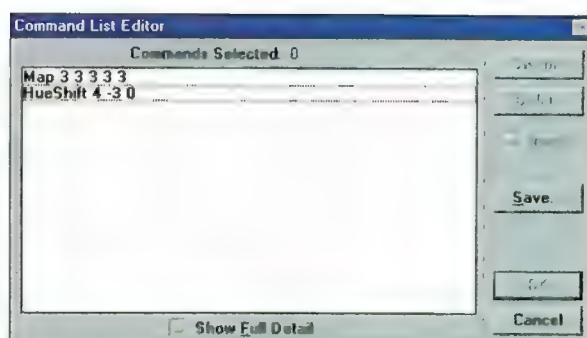 Command List Editor
Commands Selected: 0
Map 3 3 3 3 3
HueShift 4 -3 0
Save.
OK
Show Full Detail
Cancel